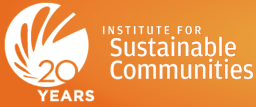 20
YEARS
INSTITUTE FOR
Sustainable
Communities